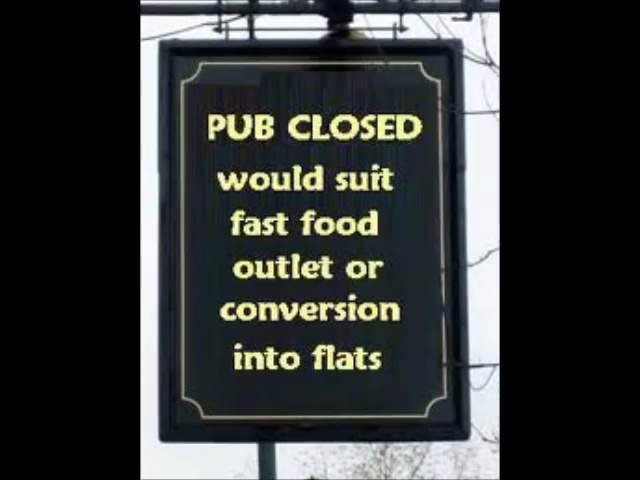 PUB CLOSED
would suit
fast food
outlet or
conversion
into flats